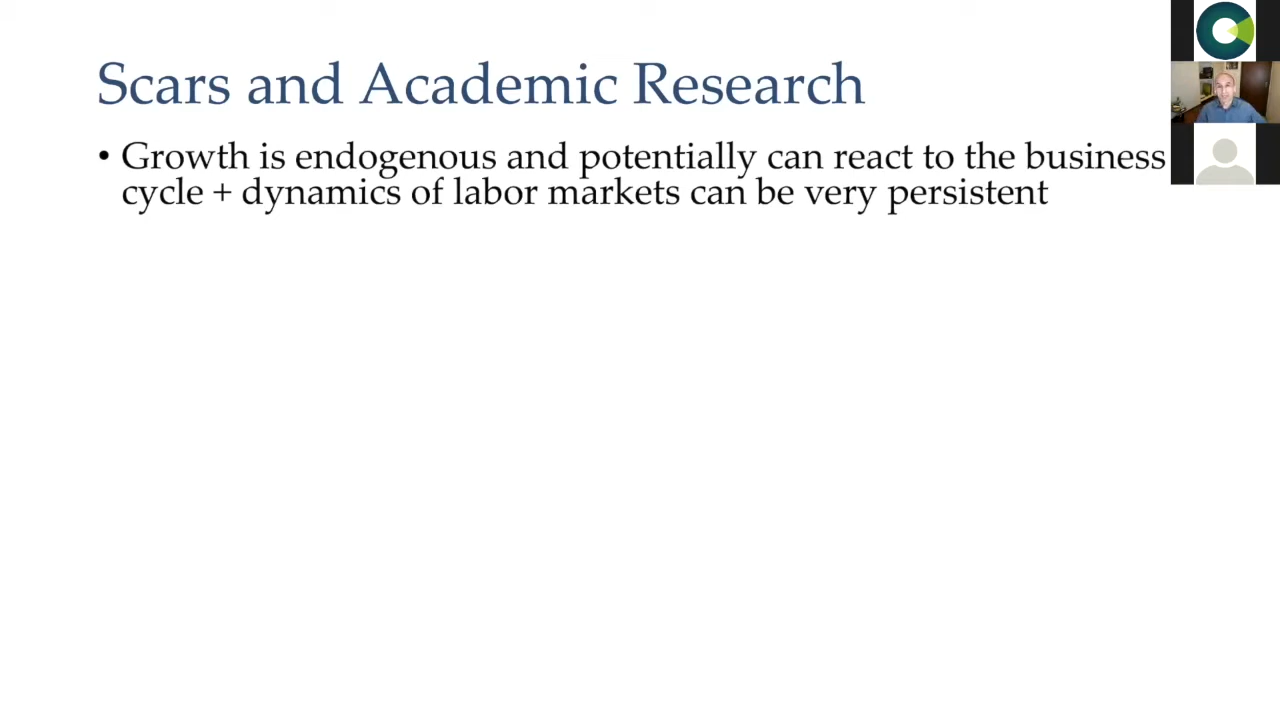 Scars and Academic Research
• Growth is endogenous and potentially can react to the business
cycle + dynamics of labor markets can be very persistent